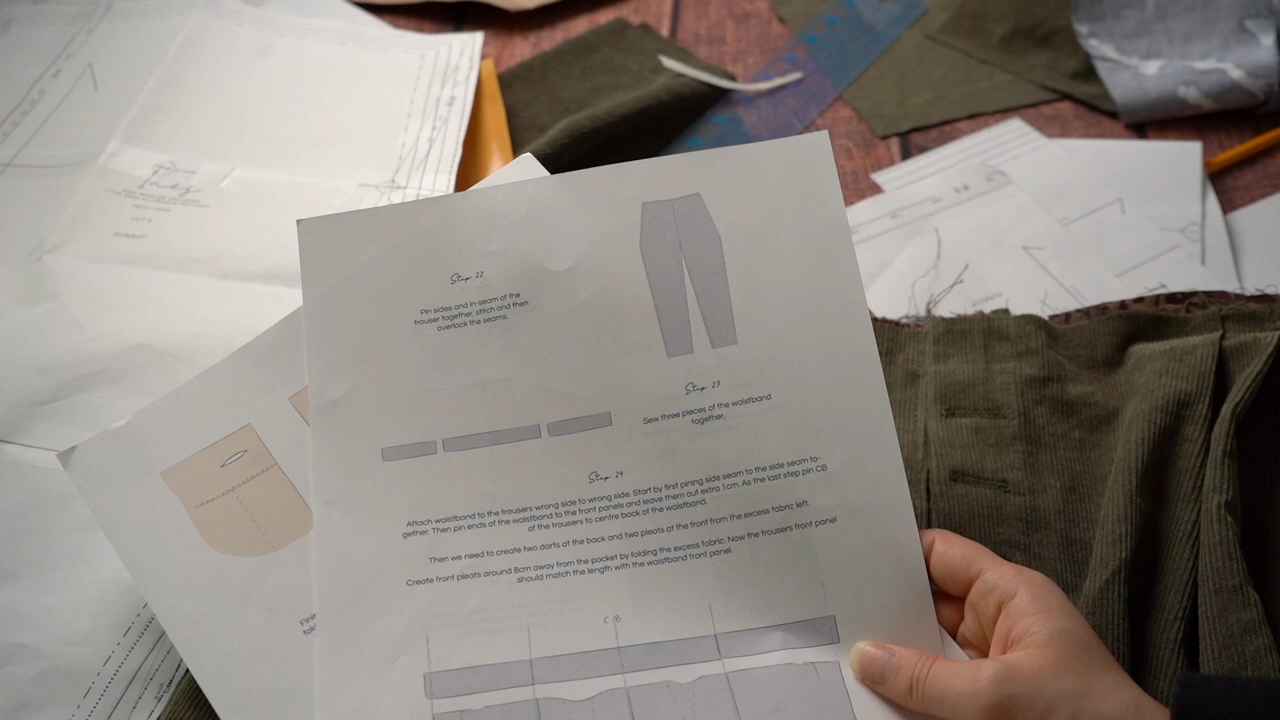 Ines
CUT 2
Step 22
Pin sides and in-seam of the
trouser together, stitch and then
overlock the seams.
Step 23
Sew three pieces of the waistband
together.
Step 24
Attach waistband to the trousers wrong side to wrong side. Start by first pining side seam to the side seam to-
gether. Then pin ends of the waistband to the front panels and leave them out extra 1cm. As the last step pin CB
of the trousers to centre back of the waistband.
Then we need to create two darts at the back and two pleats at the front from the excess fabric left.
Create front pleats around 8cm away from the pocket by folding the excess fabric. Now the trousers front panel
should match the length with the waistband front panel.
CB